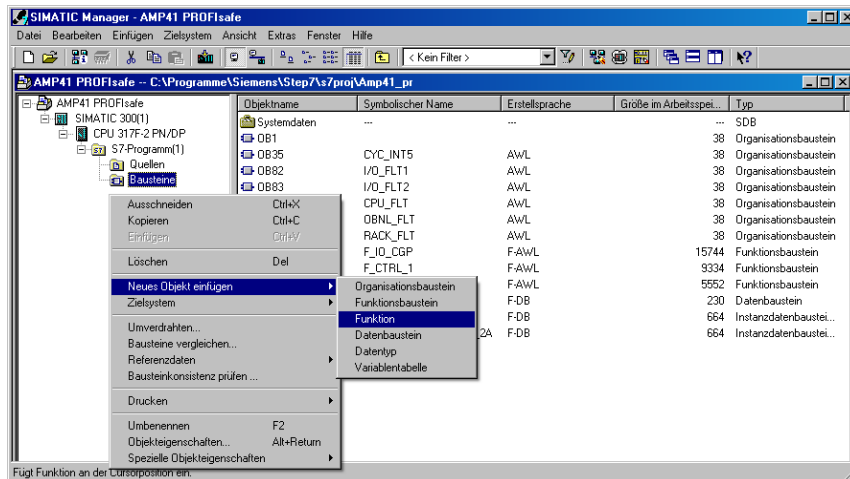 SIMATIC Manager - AMP41 PROFIsafe
Datei Bearbeiten Einfügen Zielsystem Ansicht Extras Fenster Hilfe
< Kein Filter >
AMP41 PROFIsafe -- C:\Programme\Siemens\Step7\s7proj\Amp41_pr
AMP41 PROFIsafe
SIMATIC 300(1)
CPU 317F-2 PN/DP
S7-Programm(1)
Quellen
Bausteine
Objektname Symbolischer Name Erstellsprache Größe im Arbeitsspei... Typ
Systemdaten --- --- --- SDB
OB1 38 Organisationsbaustein
OB35 CYC_INT5 AWL 38 Organisationsbaustein
OB82 I/O_FLT1 AWL 38 Organisationsbaustein
OB83 I/O_FLT2 AWL 38 Organisationsbaustein
CPU_FLT AWL 38 Organisationsbaustein
OBNL_FLT AWL 38 Organisationsbaustein
RACK_FLT AWL 38 Organisationsbaustein
F_IO_CGP F-AWL 15744 Funktionsbaustein
F_CTRL_1 F-AWL 9334 Funktionsbaustein
F-AWL 5552 Funktionsbaustein
F-DB 230 Datenbaustein
F-DB 664 Instanzdatenbaustei...
_2A F-DB 664 Instanzdatenbaustei...
Ausschneiden Ctrl+X
Kopieren Ctrl+C
Einfügen Ctrl+V
Löschen Del
Neues Objekt einfügen
Zielsystem
Umverdrahten...
Bausteine vergleichen...
Referenzdaten
Bausteinkonsistenz prüfen ...
Drucken
Umbenennen F2
Objekteigenschaften... Alt+Return
Spezielle Objekteigenschaften
Organisationsbaustein
Funktionsbaustein
Funktion
Datenbaustein
Datentyp
Variablentabelle
Fügt Funktion an der Cursorposition ein.